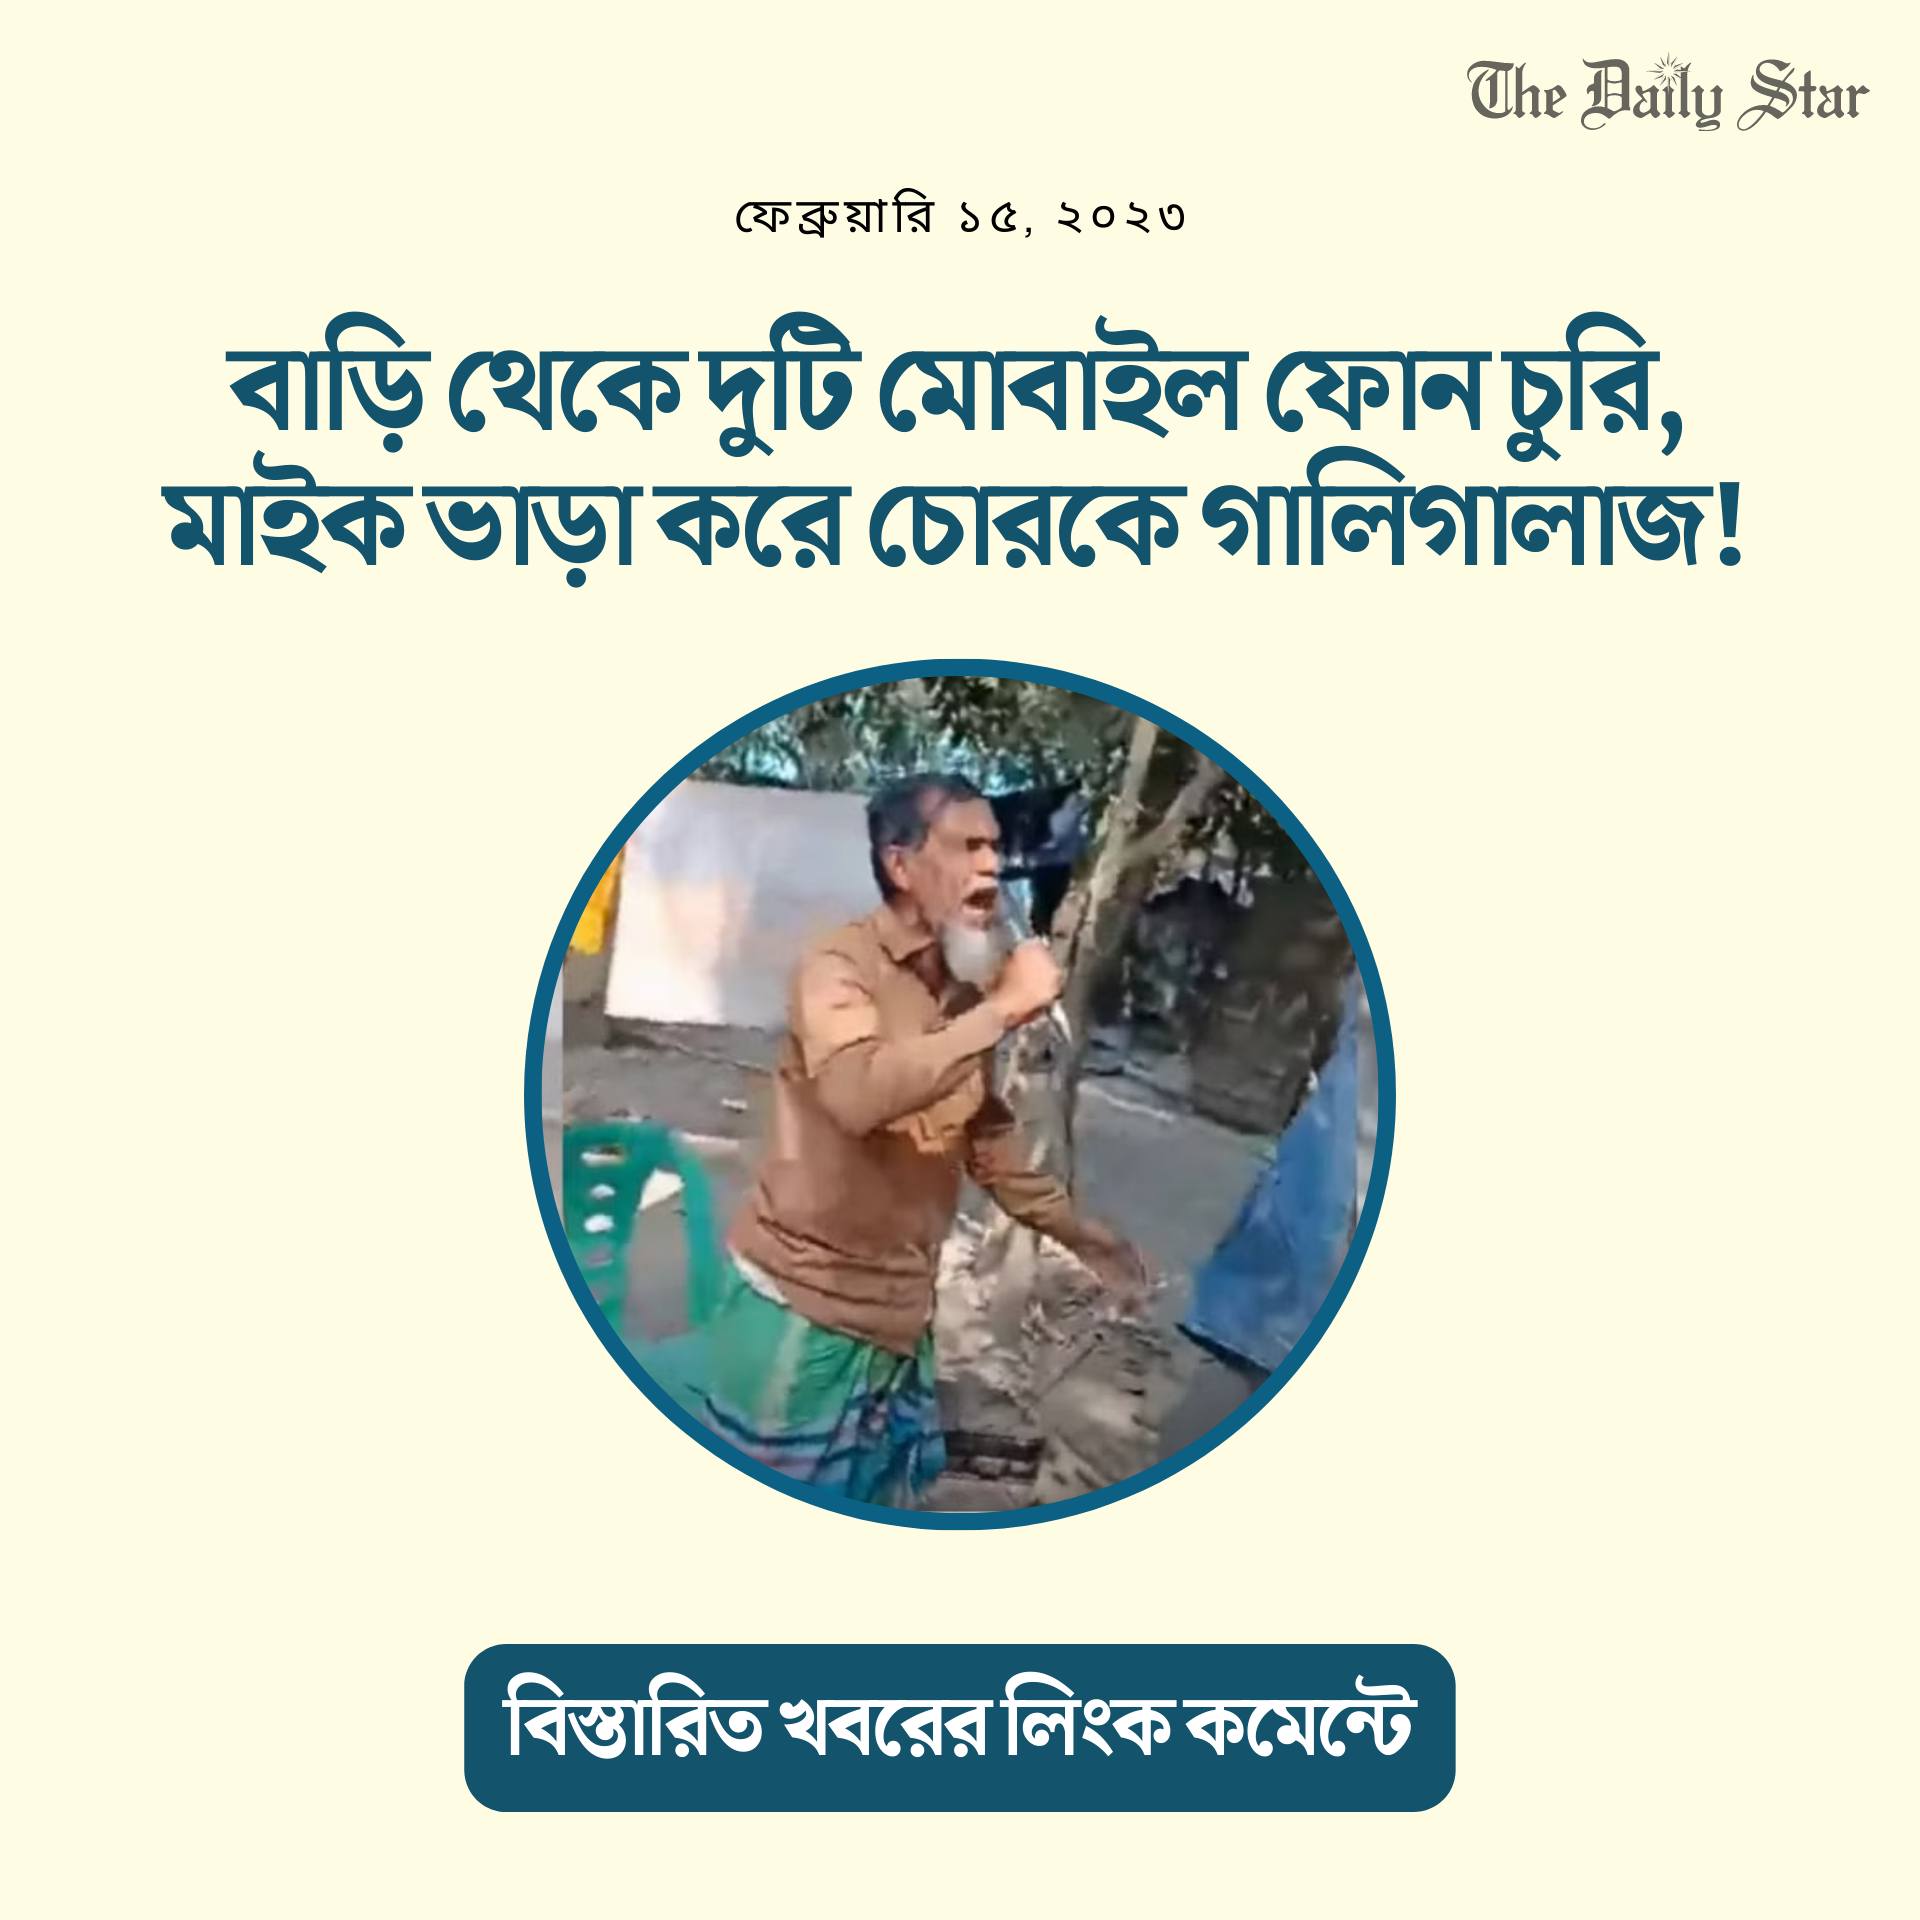 The Daily Star
ফেব্রুয়ারি ১৫, ২০২৩
বাড়ি থেকে দুটি মোবাইল ফোন চুরি,
মাইক ভাড়া করে চোরকে গালিগালাজ!
বিস্তারিত খবরের লিংক কমেন্টে